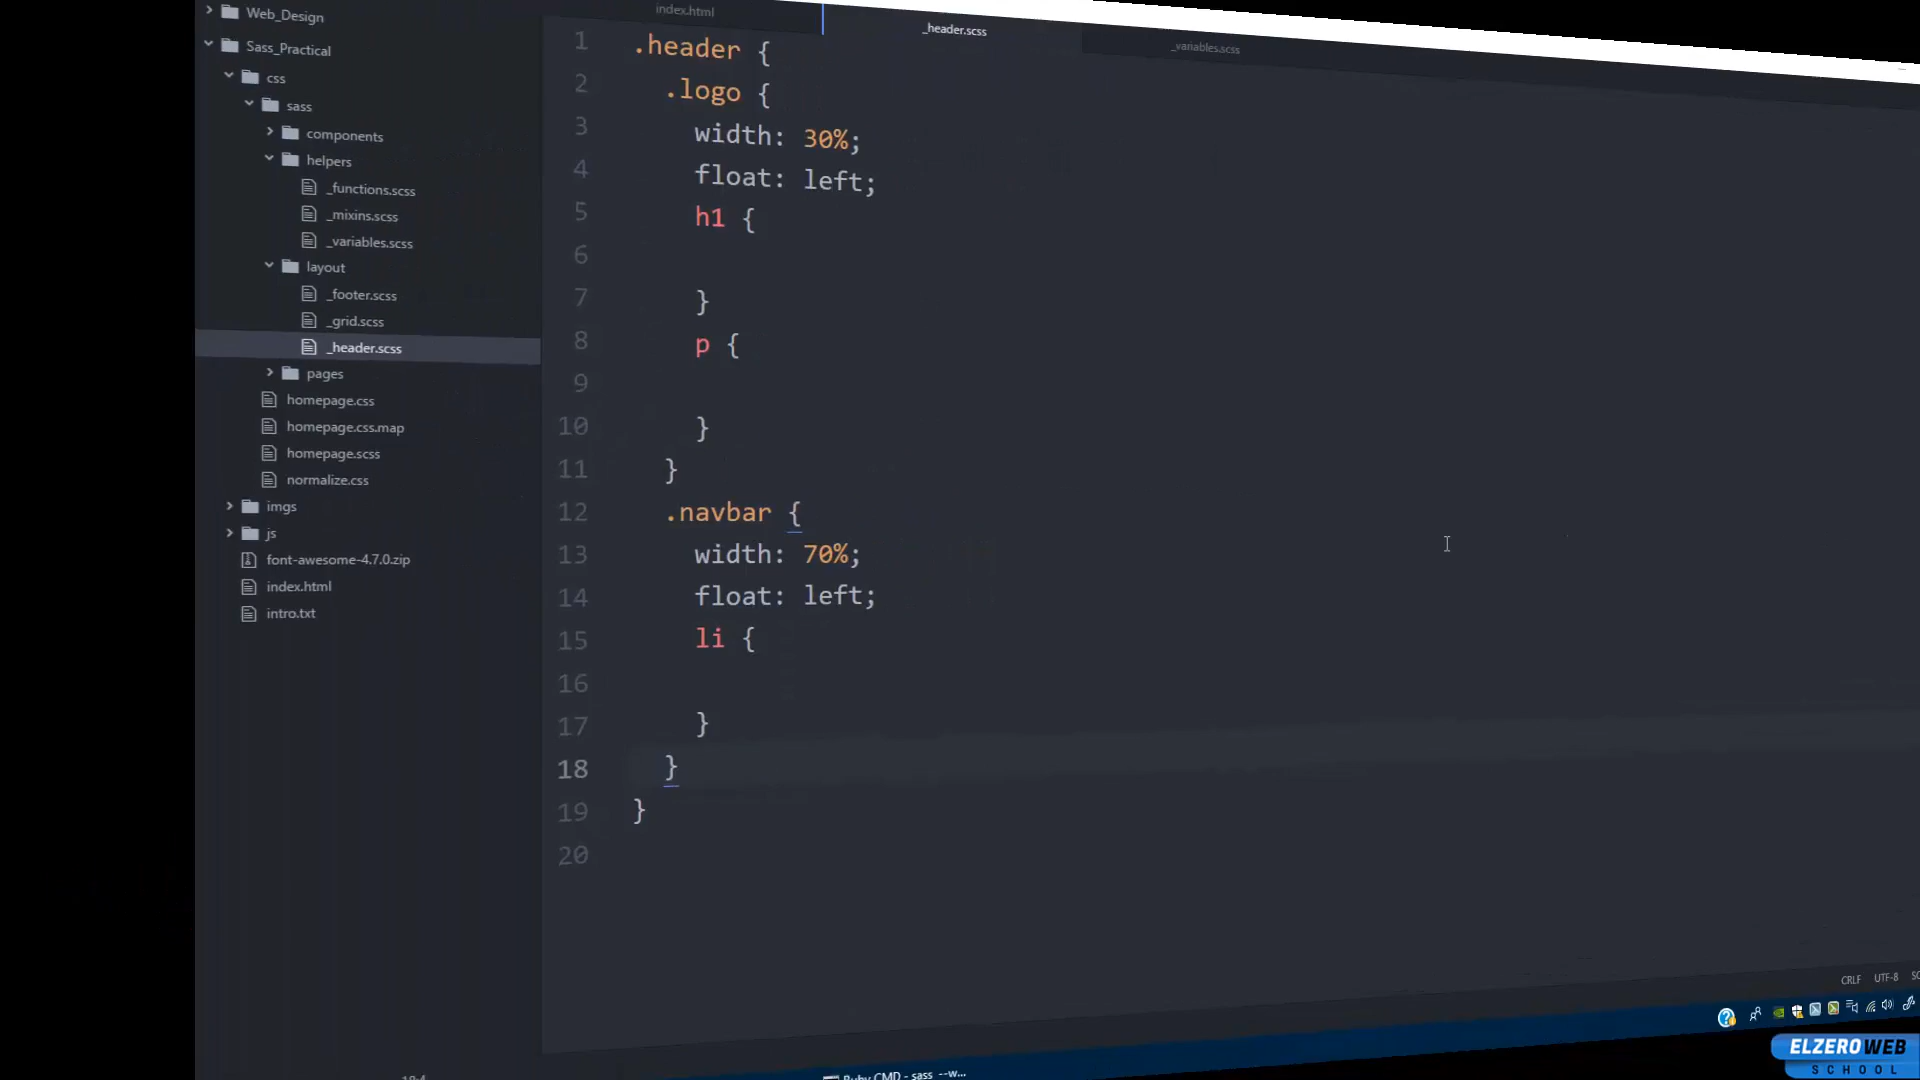 Web_Design
Sass_Practical
css
sass
components
helpers
_functions.scss
_mixins.scss
_variables.scss
layout
_footer.scss
_grid.scss
_header.scss
pages
homepage.css
homepage.css.map
homepage.scss
normalize.css
imgs
js
font-awesome-4.7.0.zip
index.html
intro.txt
index.html
_header.scss
_variables.scss
1 .header {
2 .logo {
3 width: 30%;
4 float: left;
5 h1 {
6
7 }
8 p {
9
10 }
11 }
12 .navbar {
13 width: 70%;
14 float: left;
15 li {
16
17 }
18 }
19 }
20
CRLF UTF-8
Ruby CMD - sass --w...
ELZEROWEB
SCHOOL